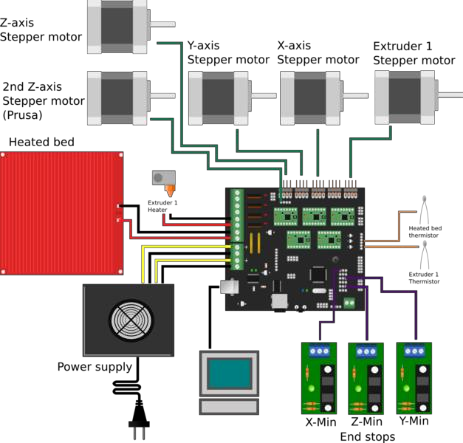 Z-axis
Stepper motor
Y-axis
Stepper motor
X-axis
Stepper motor
Extruder 1
Stepper motor
2nd Z-axis
Stepper motor
(Prusa)
Heated bed
Extruder 1
Heater
Heated bed
thermistor
Extruder 1
Thermistor
Power supply
X-Min
Z-Min
Y-Min
End stops